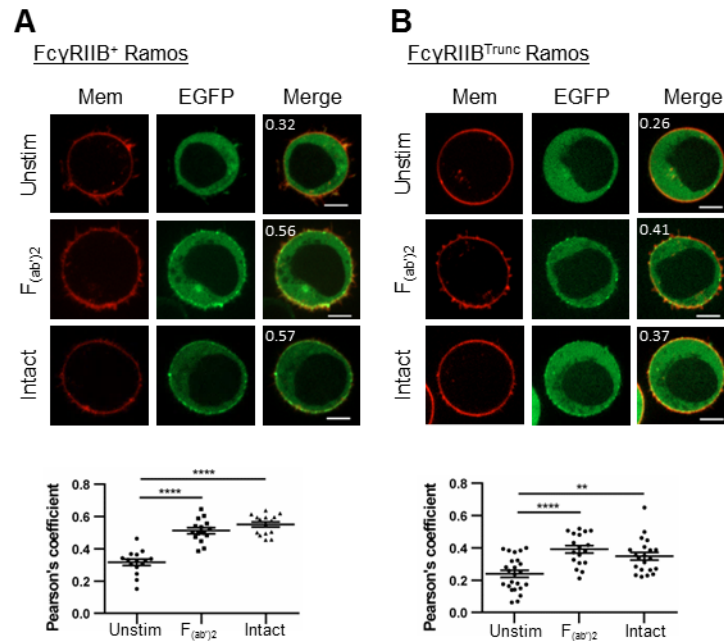 A
FcγRIIB⁺ Ramos
Mem EGFP Merge
Unstim
0.32
F(ab')2
0.56
Intact
0.57
Pearson's coefficient
0.8
0.6
0.4
0.2
0.0
****
****
Unstim F(ab')2 Intact
B
FcγRIIBᵀʳᵘⁿᶜ Ramos
Mem EGFP Merge
Unstim
0.26
F(ab')2
0.41
Intact
0.37
Pearson's coefficient
0.8
0.6
0.4
0.2
0.0
**
****
Unstim F(ab')2 Intact